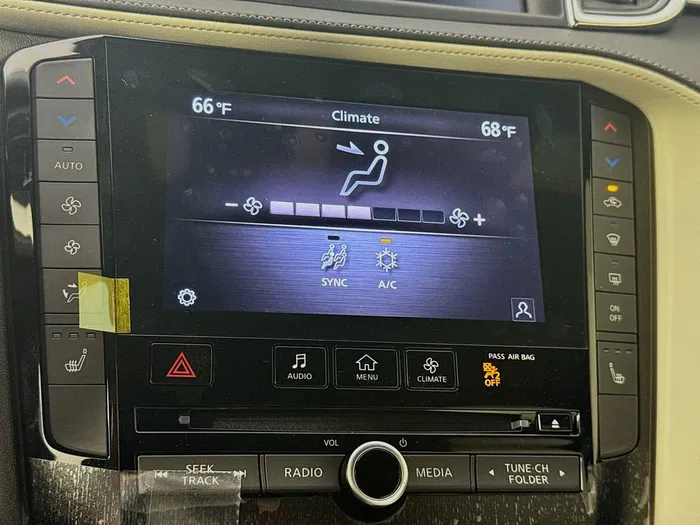 66°F
Climate
68°F
AUTO
− +
SYNC
A/C
ON
OFF
AUDIO
MENU
CLIMATE
PASS AIR BAG
2
OFF
VOL
SEEK
TRACK
RADIO
MEDIA
TUNE·CH
FOLDER